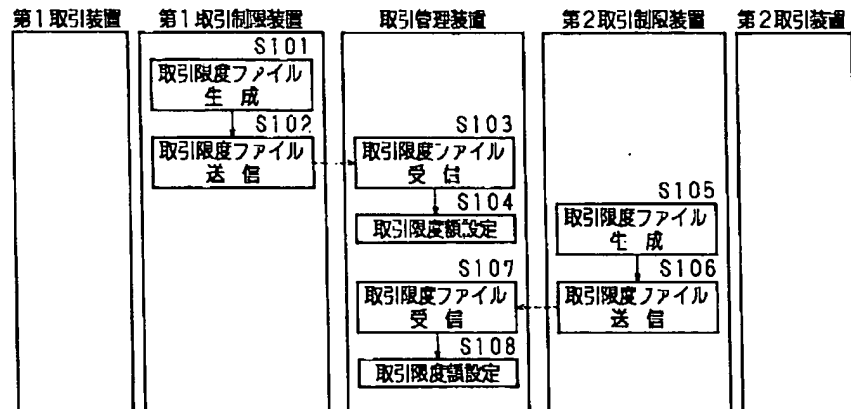 第1取引装置 第1取引制限装置 取引管理装置 第2取引制限装置 第2取引装置
S101
取引限度ファイル
生成
S102
取引限度ファイル
送信
S103
取引限度ファイル
受信
S104
取引限度額設定
S105
取引限度ファイル
生成
S106
取引限度ファイル
送信
S107
取引限度ファイル
受信
S108
取引限度額設定